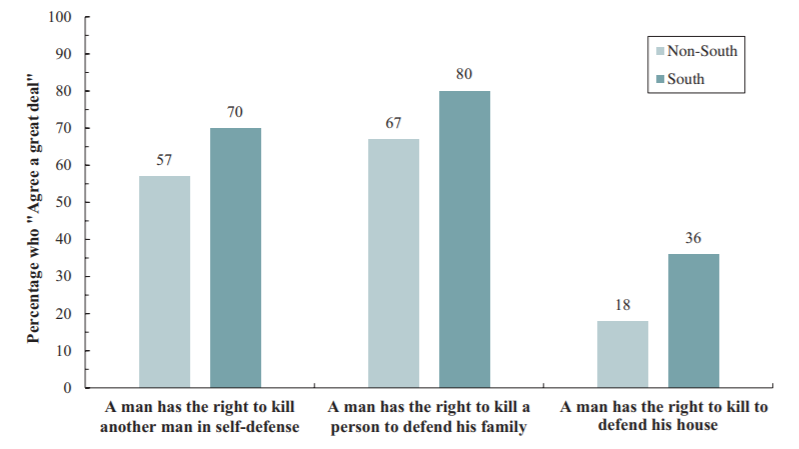 100
90
80
70
60
50
40
30
20
10
0
Percentage who "Agree a great deal"
Non-South
South
57
70
67
80
18
36
A man has the right to kill
another man in self-defense
A man has the right to kill a
person to defend his family
A man has the right to kill to
defend his house